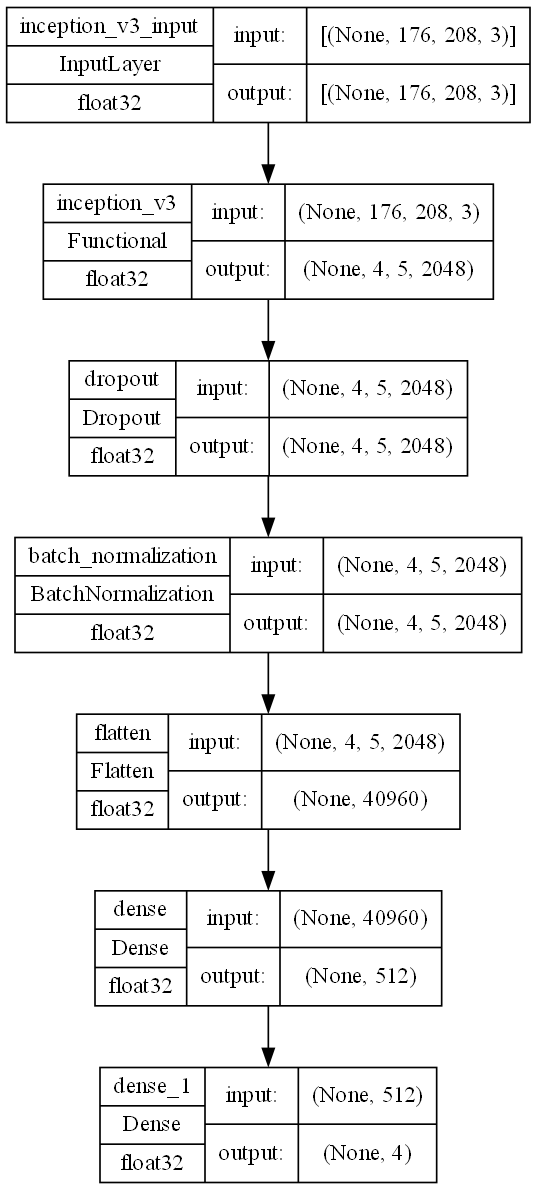 inception_v3_input
InputLayer
float32
input:
[(None, 176, 208, 3)]
output:
[(None, 176, 208, 3)]
inception_v3
Functional
float32
input:
(None, 176, 208, 3)
output:
(None, 4, 5, 2048)
dropout
Dropout
float32
input:
(None, 4, 5, 2048)
output:
(None, 4, 5, 2048)
batch_normalization
BatchNormalization
float32
input:
(None, 4, 5, 2048)
output:
(None, 4, 5, 2048)
flatten
Flatten
float32
input:
(None, 4, 5, 2048)
output:
(None, 40960)
dense
Dense
float32
input:
(None, 40960)
output:
(None, 512)
dense_1
Dense
float32
input:
(None, 512)
output:
(None, 4)